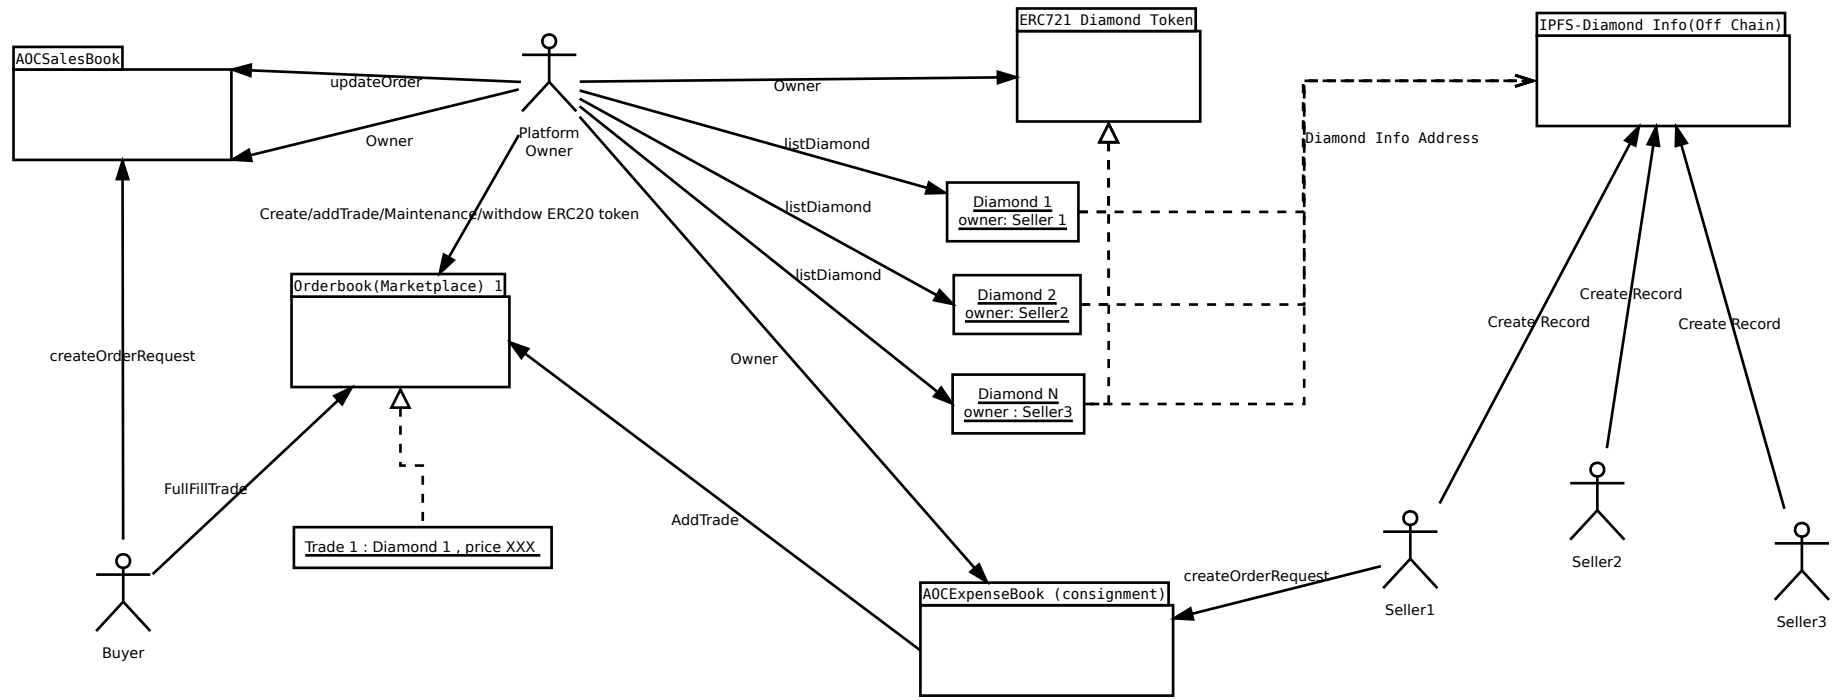 ERC721 Diamond Token
IPFS-Diamond Info(Off Chain)
AOCSalesBook
updateOrder
Owner
Platform
Owner
Owner
Diamond Info Address
listDiamond
Diamond 1
owner: Seller 1
Create/addTrade/Maintenance/withdow ERC20 token
listDiamond
listDiamond
Orderbook(Marketplace) 1
Diamond 2
owner: Seller2
Create Record
Create Record
Create Record
createOrderRequest
Owner
Diamond N
owner : Seller3
FullFillTrade
AddTrade
Trade 1 : Diamond 1 , price XXX
createOrderRequest
Seller2
AOCExpenseBook (consignment)
Seller1
Seller3
Buyer